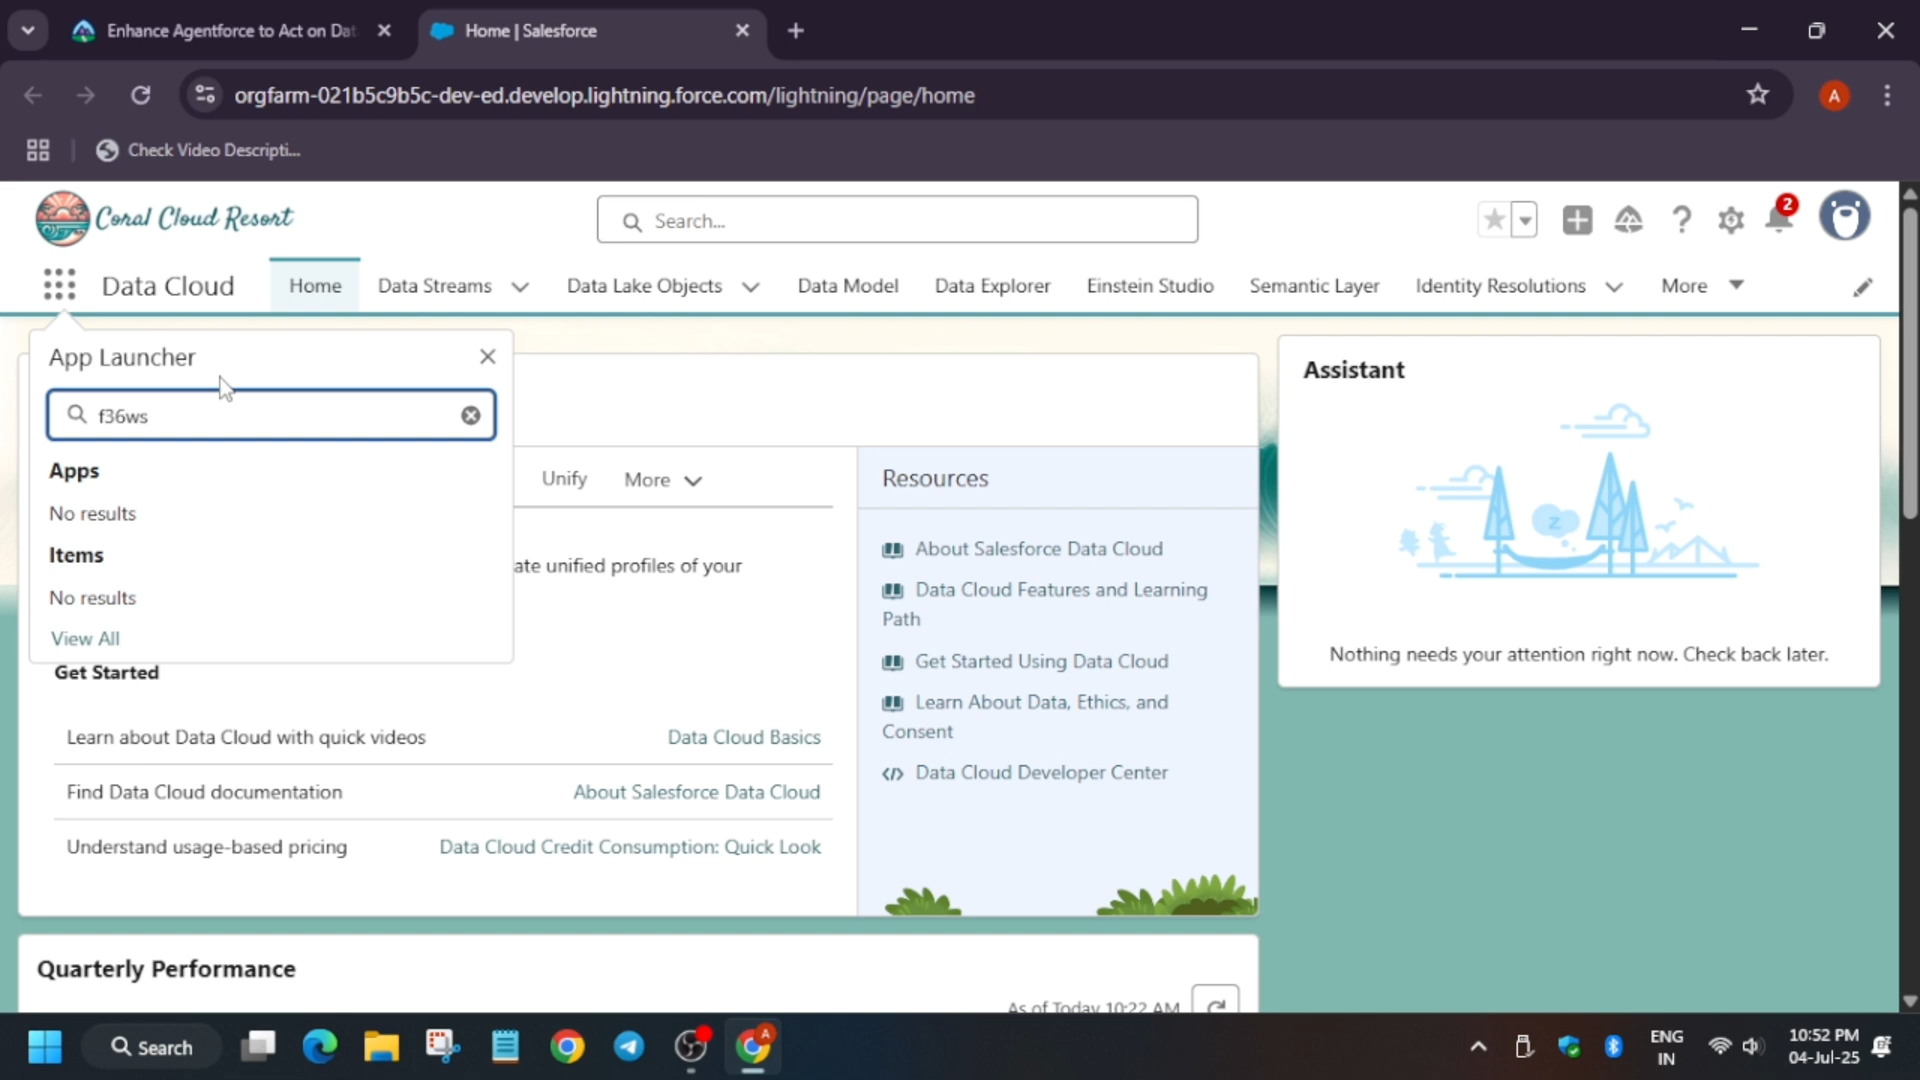 Enhance Agentforce to Act on Dat
Home | Salesforce
orgfarm-021b5c9b5c-dev-ed.develop.lightning.force.com/lightning/page/home
A
Check Video Descripti...
Coral Cloud Resort
Search...
2
Data Cloud
Home
Data Streams
Data Lake Objects
Data Model
Data Explorer
Einstein Studio
Semantic Layer
Identity Resolutions
More
App Launcher
f36ws
Apps
No results
Items
No results
View All
Unify
More
ate unified profiles of your
Get Started
Learn about Data Cloud with quick videos
Data Cloud Basics
Find Data Cloud documentation
About Salesforce Data Cloud
Understand usage-based pricing
Data Cloud Credit Consumption: Quick Look
Resources
About Salesforce Data Cloud
Data Cloud Features and Learning
Path
Get Started Using Data Cloud
Learn About Data, Ethics, and
Consent
Data Cloud Developer Center
Assistant
z
Nothing needs your attention right now. Check back later.
Quarterly Performance
As of Today 10:22 AM
Search
A
ENG
IN
10:52 PM
04-Jul-25